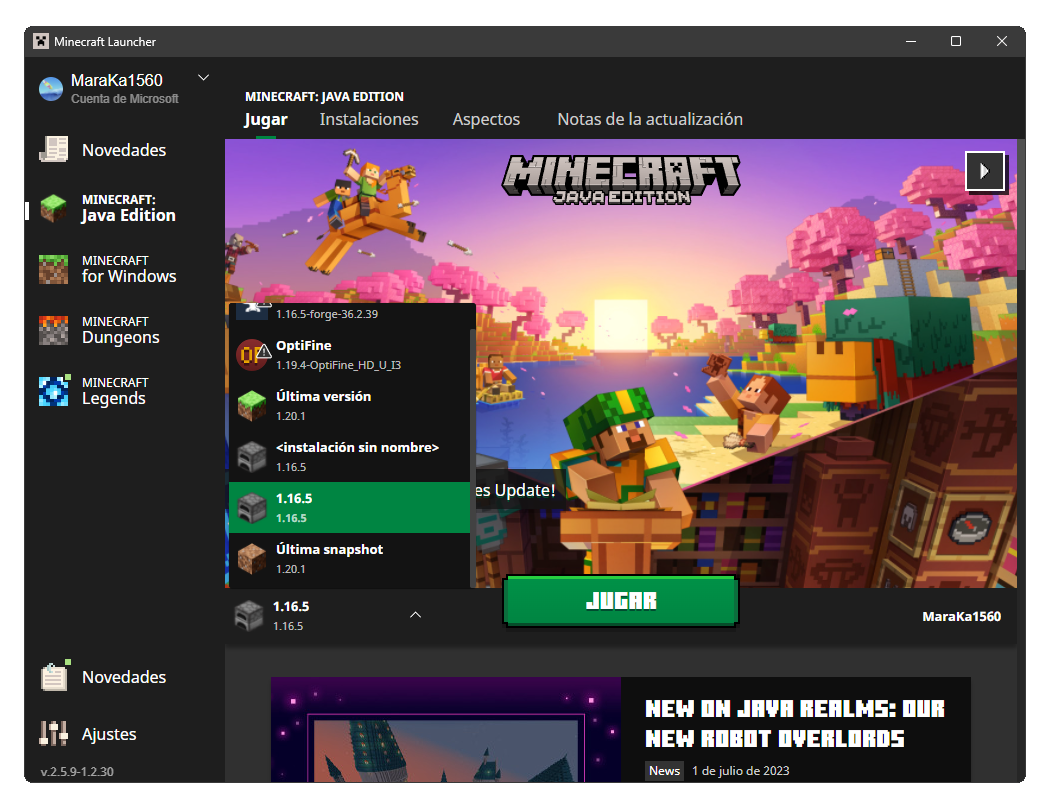 Minecraft Launcher
MaraKa1560
Cuenta de Microsoft
Novedades
MINECRAFT:
Java Edition
MINECRAFT
for Windows
MINECRAFT
Dungeons
MINECRAFT
Legends
Novedades
Ajustes
v.2.5.9-1.2.30
MINECRAFT: JAVA EDITION
Jugar Instalaciones Aspectos Notas de la actualización
MINECRAFT
JAVA EDITION
1.16.5-forge-36.2.39
OP
OptiFine
1.19.4-OptiFine_HD_U_I3
Última versión
1.20.1
<instalación sin nombre>
1.16.5
1.16.5
1.16.5
es Update!
Última snapshot
1.20.1
1.16.5
1.16.5
JUGAR
MaraKa1560
NEW ON JAVA REALMS: OUR
NEW ROBOT OVERLORDS
News 1 de julio de 2023